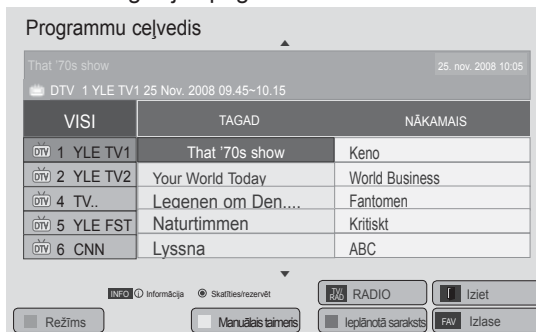 Programmu ceļvedis
That '70s show 25. nov. 2008 10:05
DTV 1 YLE TV1 25 Nov. 2008 09.45~10.15
VISI TAGAD NĀKAMAIS
DTV 1 YLE TV1 That '70s show Keno
DTV 2 YLE TV2 Your World Today World Business
DTV 4 TV.. Legenen om Den.... Fantomen
DTV 5 YLE FST Naturtimmen Kritiskt
DTV 6 CNN Lyssna ABC
INFO i Informācija Skatīties/rezervēt TV/RAD RADIO Iziet
Režīms Manuālais taimeris Ieplānotā saraksts FAV Izlase